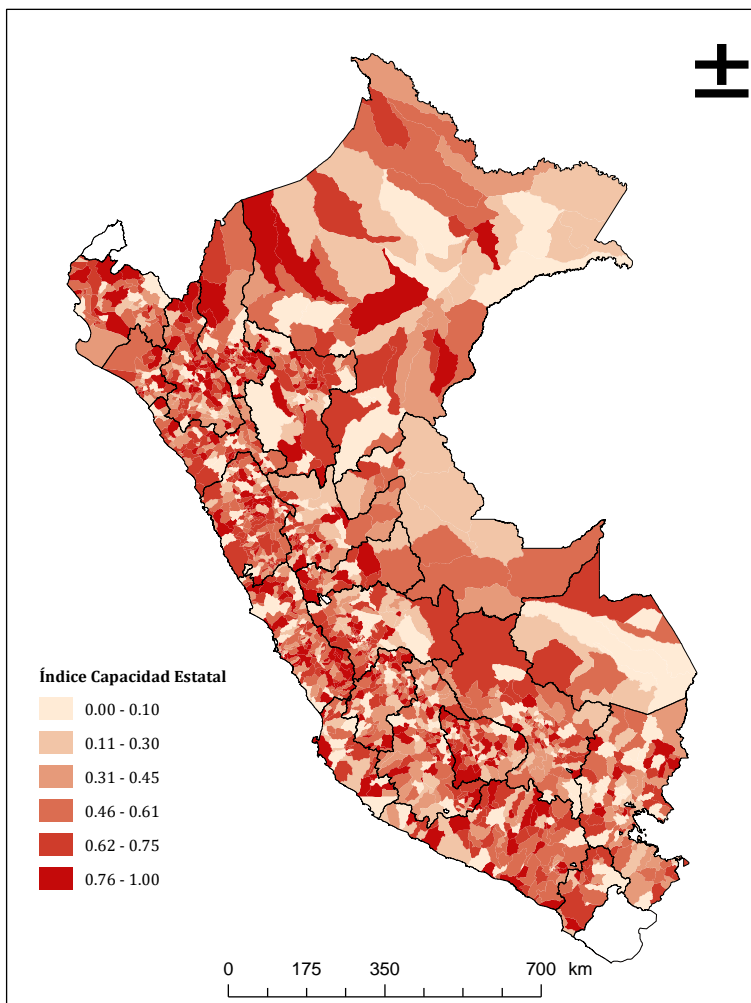 Índice Capacidad Estatal
0.00 - 0.10
0.11 - 0.30
0.31 - 0.45
0.46 - 0.61
0.62 - 0.75
0.76 - 1.00
0 175 350 700 km